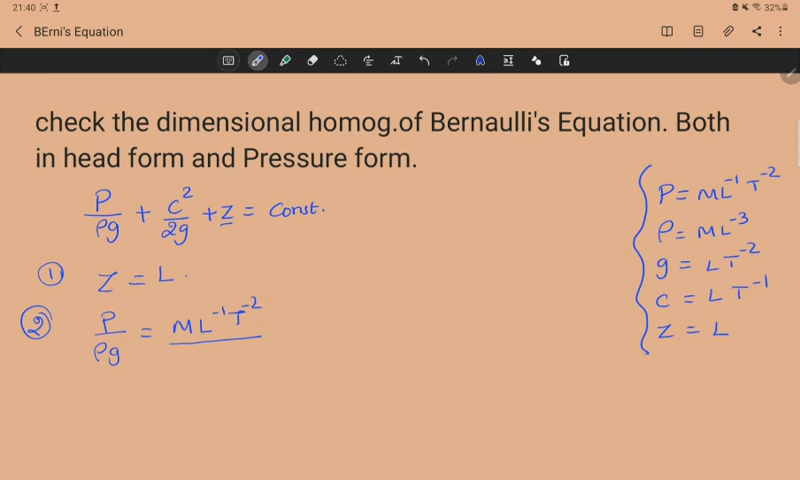 21:40
32%
BErni's Equation
check the dimensional homog.of Bernaulli's Equation. Both
in head form and Pressure form.
P/ρg + c²/2g + z = Const.
① Z = L.
② P/ρg = ML⁻¹T⁻²
P = ML⁻¹T⁻²
ρ = ML⁻³
g = LT⁻²
c = LT⁻¹
Z = L